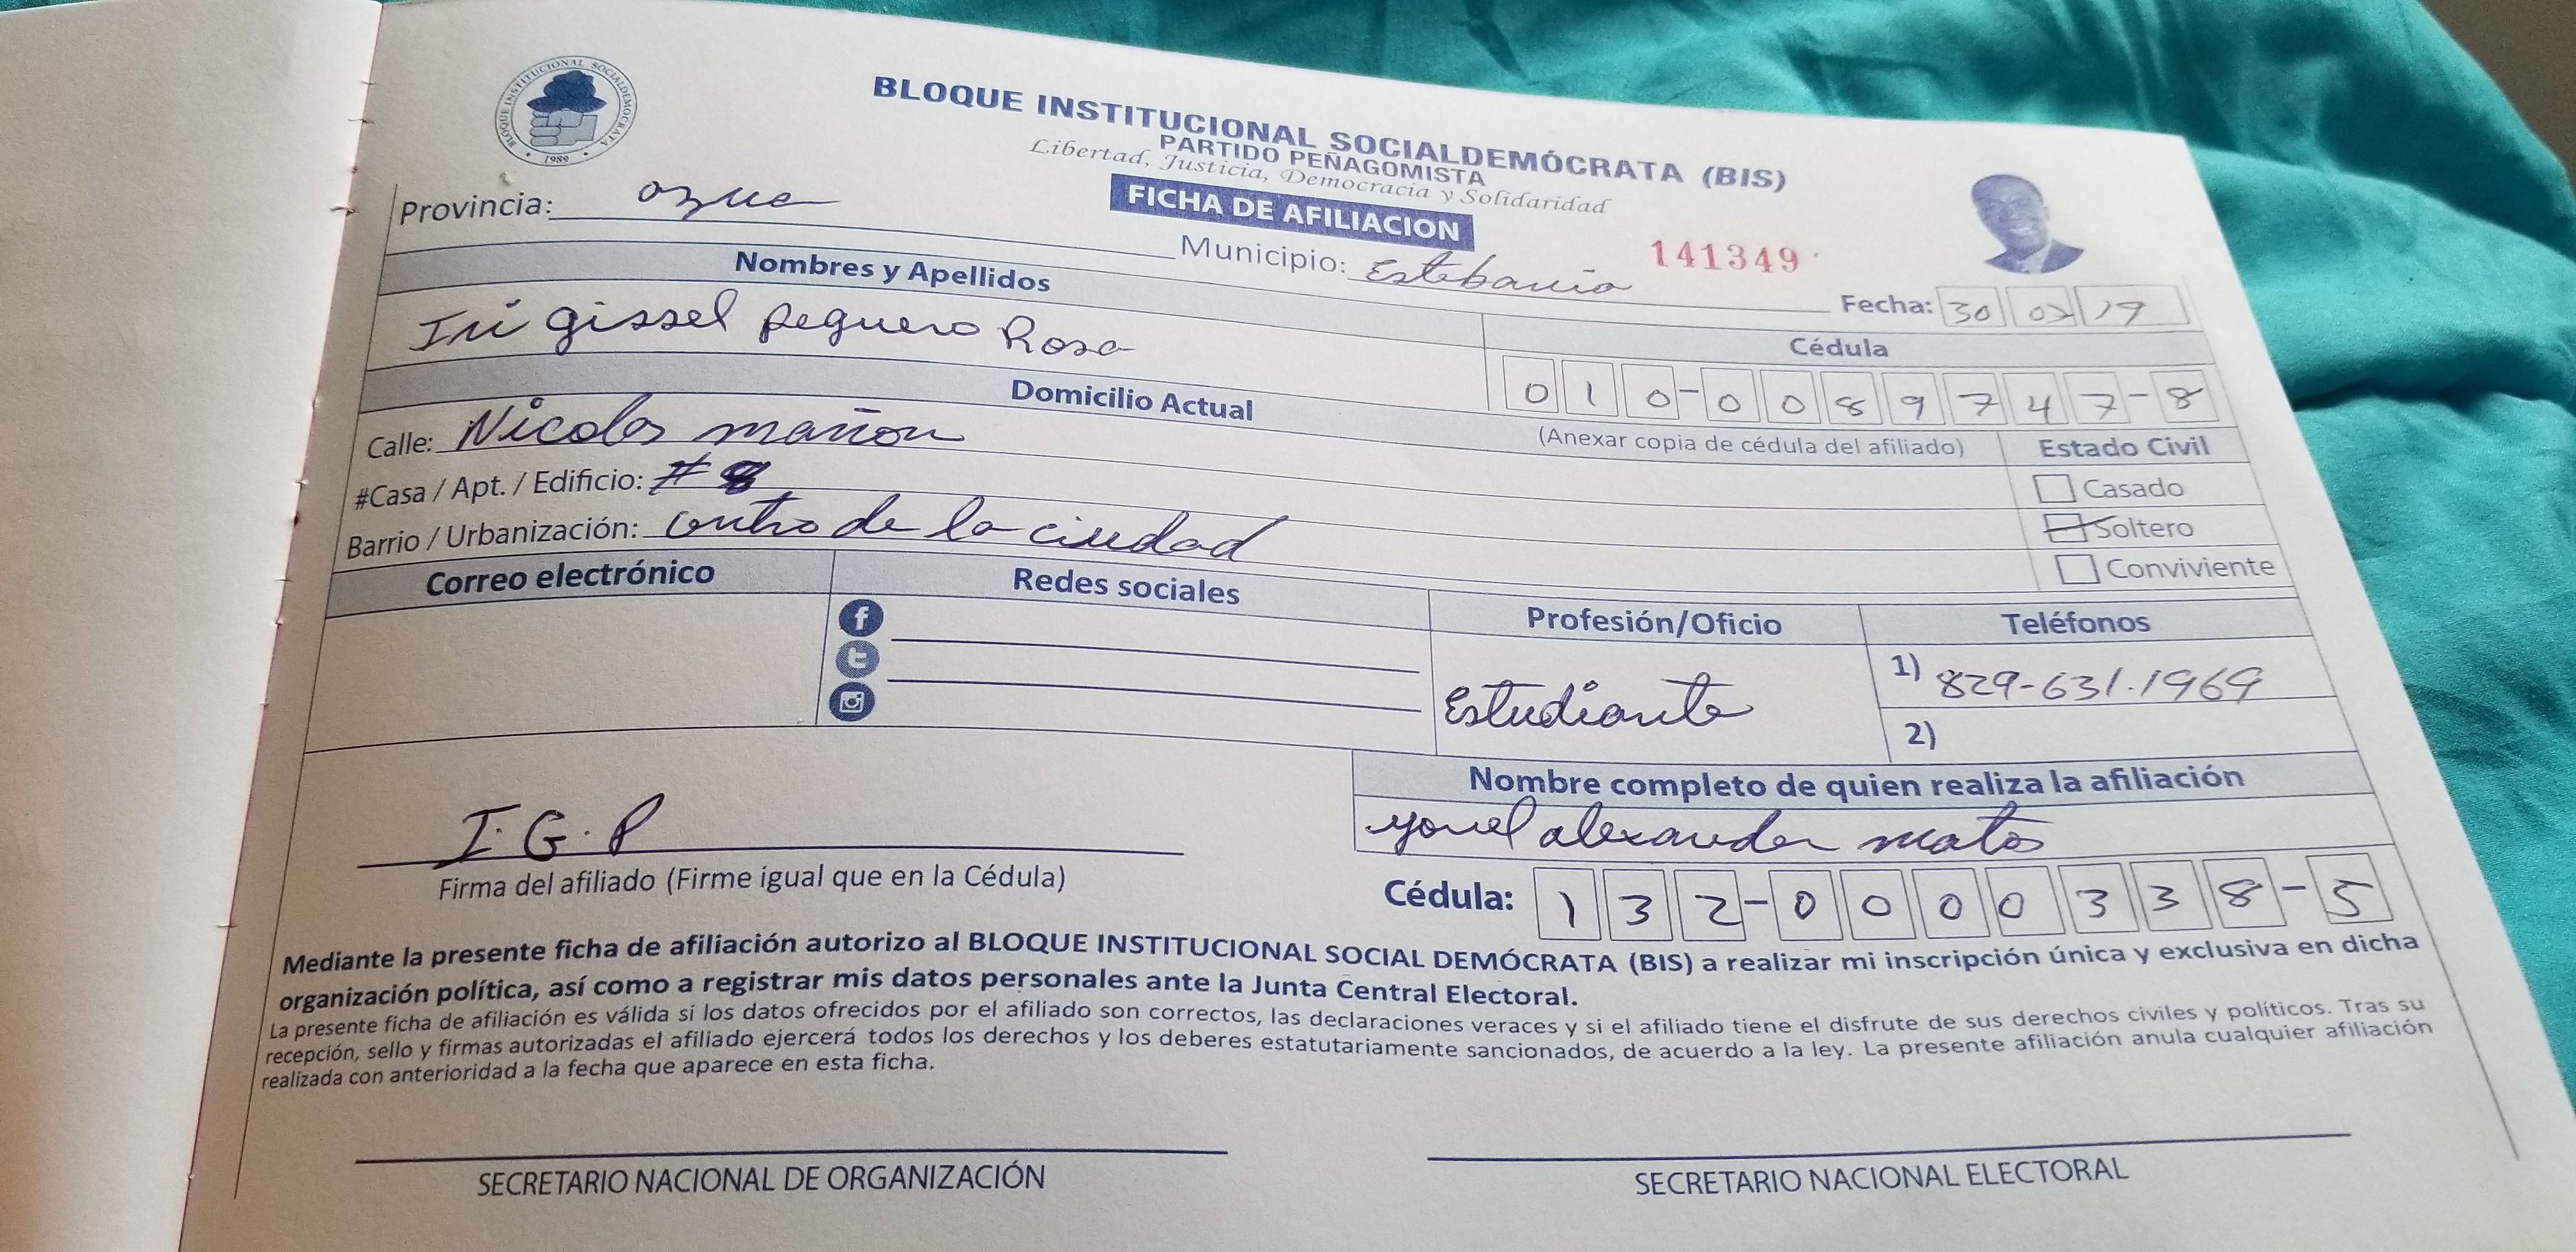 BLOQUE INSTITUCIONAL SOCIALDEMOCRATA
1989
BLOQUE INSTITUCIONAL SOCIALDEMÓCRATA (BIS)
PARTIDO PEÑAGOMISTA
Libertad, Justicia, Democracia y Solidaridad
FICHA DE AFILIACION
141349
Provincia: azua
Municipio: Estebania
Fecha: 30 03 19
Nombres y Apellidos
Cédula
Iri gissel peguero Rosa
010-0089747-8
(Anexar copia de cédula del afiliado)
Domicilio Actual
Estado Civil
Calle: Nicolas mañon
Casado
#Casa / Apt. / Edificio: # 8
Soltero
Barrio / Urbanización: centro de la ciudad
Conviviente
Correo electrónico
Redes sociales
Profesión/Oficio
Teléfonos
Estudiante
1) 829-631.1969
2)
Nombre completo de quien realiza la afiliación
alexander matos
I.G.P
Firma del afiliado (Firme igual que en la Cédula)
Cédula: 132-0000338-5
Mediante la presente ficha de afiliación autorizo al BLOQUE INSTITUCIONAL SOCIAL DEMÓCRATA (BIS) a realizar mi inscripción única y exclusiva en dicha
organización política, así como a registrar mis datos personales ante la Junta Central Electoral.
La presente ficha de afiliación es válida si los datos ofrecidos por el afiliado son correctos, las declaraciones veraces y si el afiliado tiene el disfrute de sus derechos civiles y políticos. Tras su
recepción, sello y firmas autorizadas el afiliado ejercerá todos los derechos y los deberes estatutariamente sancionados, de acuerdo a la ley. La presente afiliación anula cualquier afiliación
realizada con anterioridad a la fecha que aparece en esta ficha.
SECRETARIO NACIONAL DE ORGANIZACIÓN
SECRETARIO NACIONAL ELECTORAL